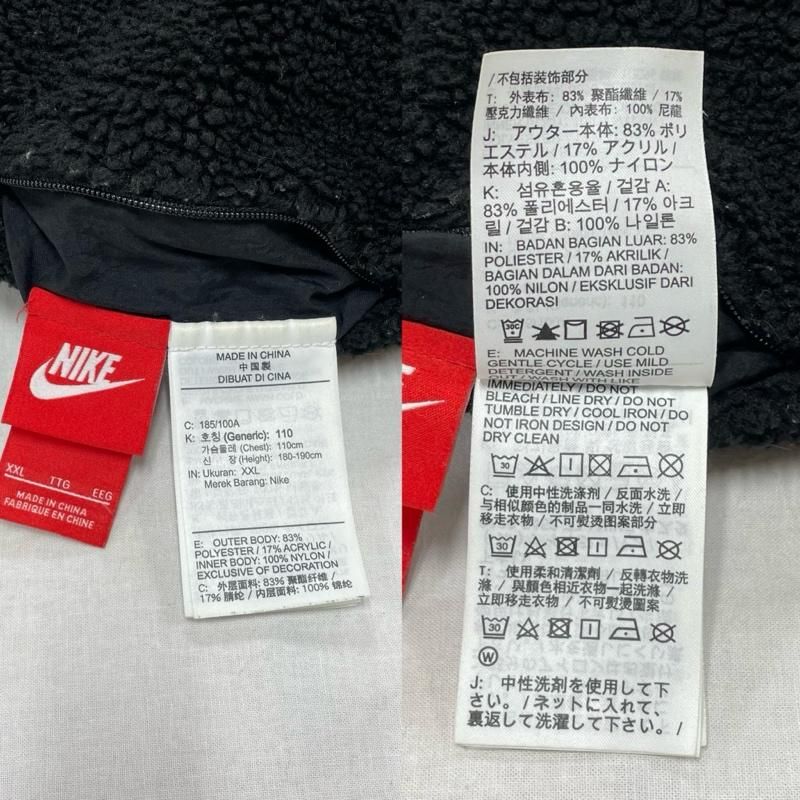 NIKE
XXL TTG EEG
MADE IN CHINA
FABRIQUE EN CHINE
MADE IN CHINA
中国製
DIBUAT DI CINA
C: 185/100A
K: 호칭 (Generic): 110
가슴둘레 (Chest): 110cm
신 장 (Height): 180-190cm
IN: Ukuran: XXL
Merek Barang: Nike
E: OUTER BODY: 83%
POLYESTER / 17% ACRYLIC /
INNER BODY: 100% NYLON /
EXCLUSIVE OF DECORATION
C: 外层面料: 83% 聚酯纤维 /
17% 腈纶 / 内层面料: 100% 锦纶
/ 不包括装饰部分
T: 外表布: 83% 聚酯纖維 / 17%
壓克力纖維 / 內表布: 100% 尼龍
J: アウター本体: 83% ポリ
エステル / 17% アクリル /
本体内側: 100% ナイロン
K: 섬유혼용율 / 겉감 A:
83% 폴리에스터 / 17% 아크
릴 / 겉감 B: 100% 나일론
IN: BADAN BAGIAN LUAR: 83%
POLIESTER / 17% AKRILIK /
BAGIAN DALAM DARI BADAN:
100% NILON / EKSKLUSIF DARI
DEKORASI
30C
E: MACHINE WASH COLD
GENTLE CYCLE / USE MILD
DETERGENT / WASH INSIDE
OUT / WASH WITH LIKE
IMMEDIATELY / DO NOT
BLEACH / LINE DRY / DO NOT
TUMBLE DRY / COOL IRON / DO
NOT IRON DESIGN / DO NOT
DRY CLEAN
30
C: 使用中性洗涤剂 / 反面水洗 /
与相似颜色的制品一同水洗 / 立即
移走衣物 / 不可熨烫图案部分
30
T: 使用柔和清潔劑 / 反轉衣物洗
滌 / 與顏色相近衣物一起洗滌 /
立即移走衣物 / 不可熨圖案
30
W
J: 中性洗剤を使用して下
さい。/ ネットに入れて、
裏返して洗濯して下さい。/